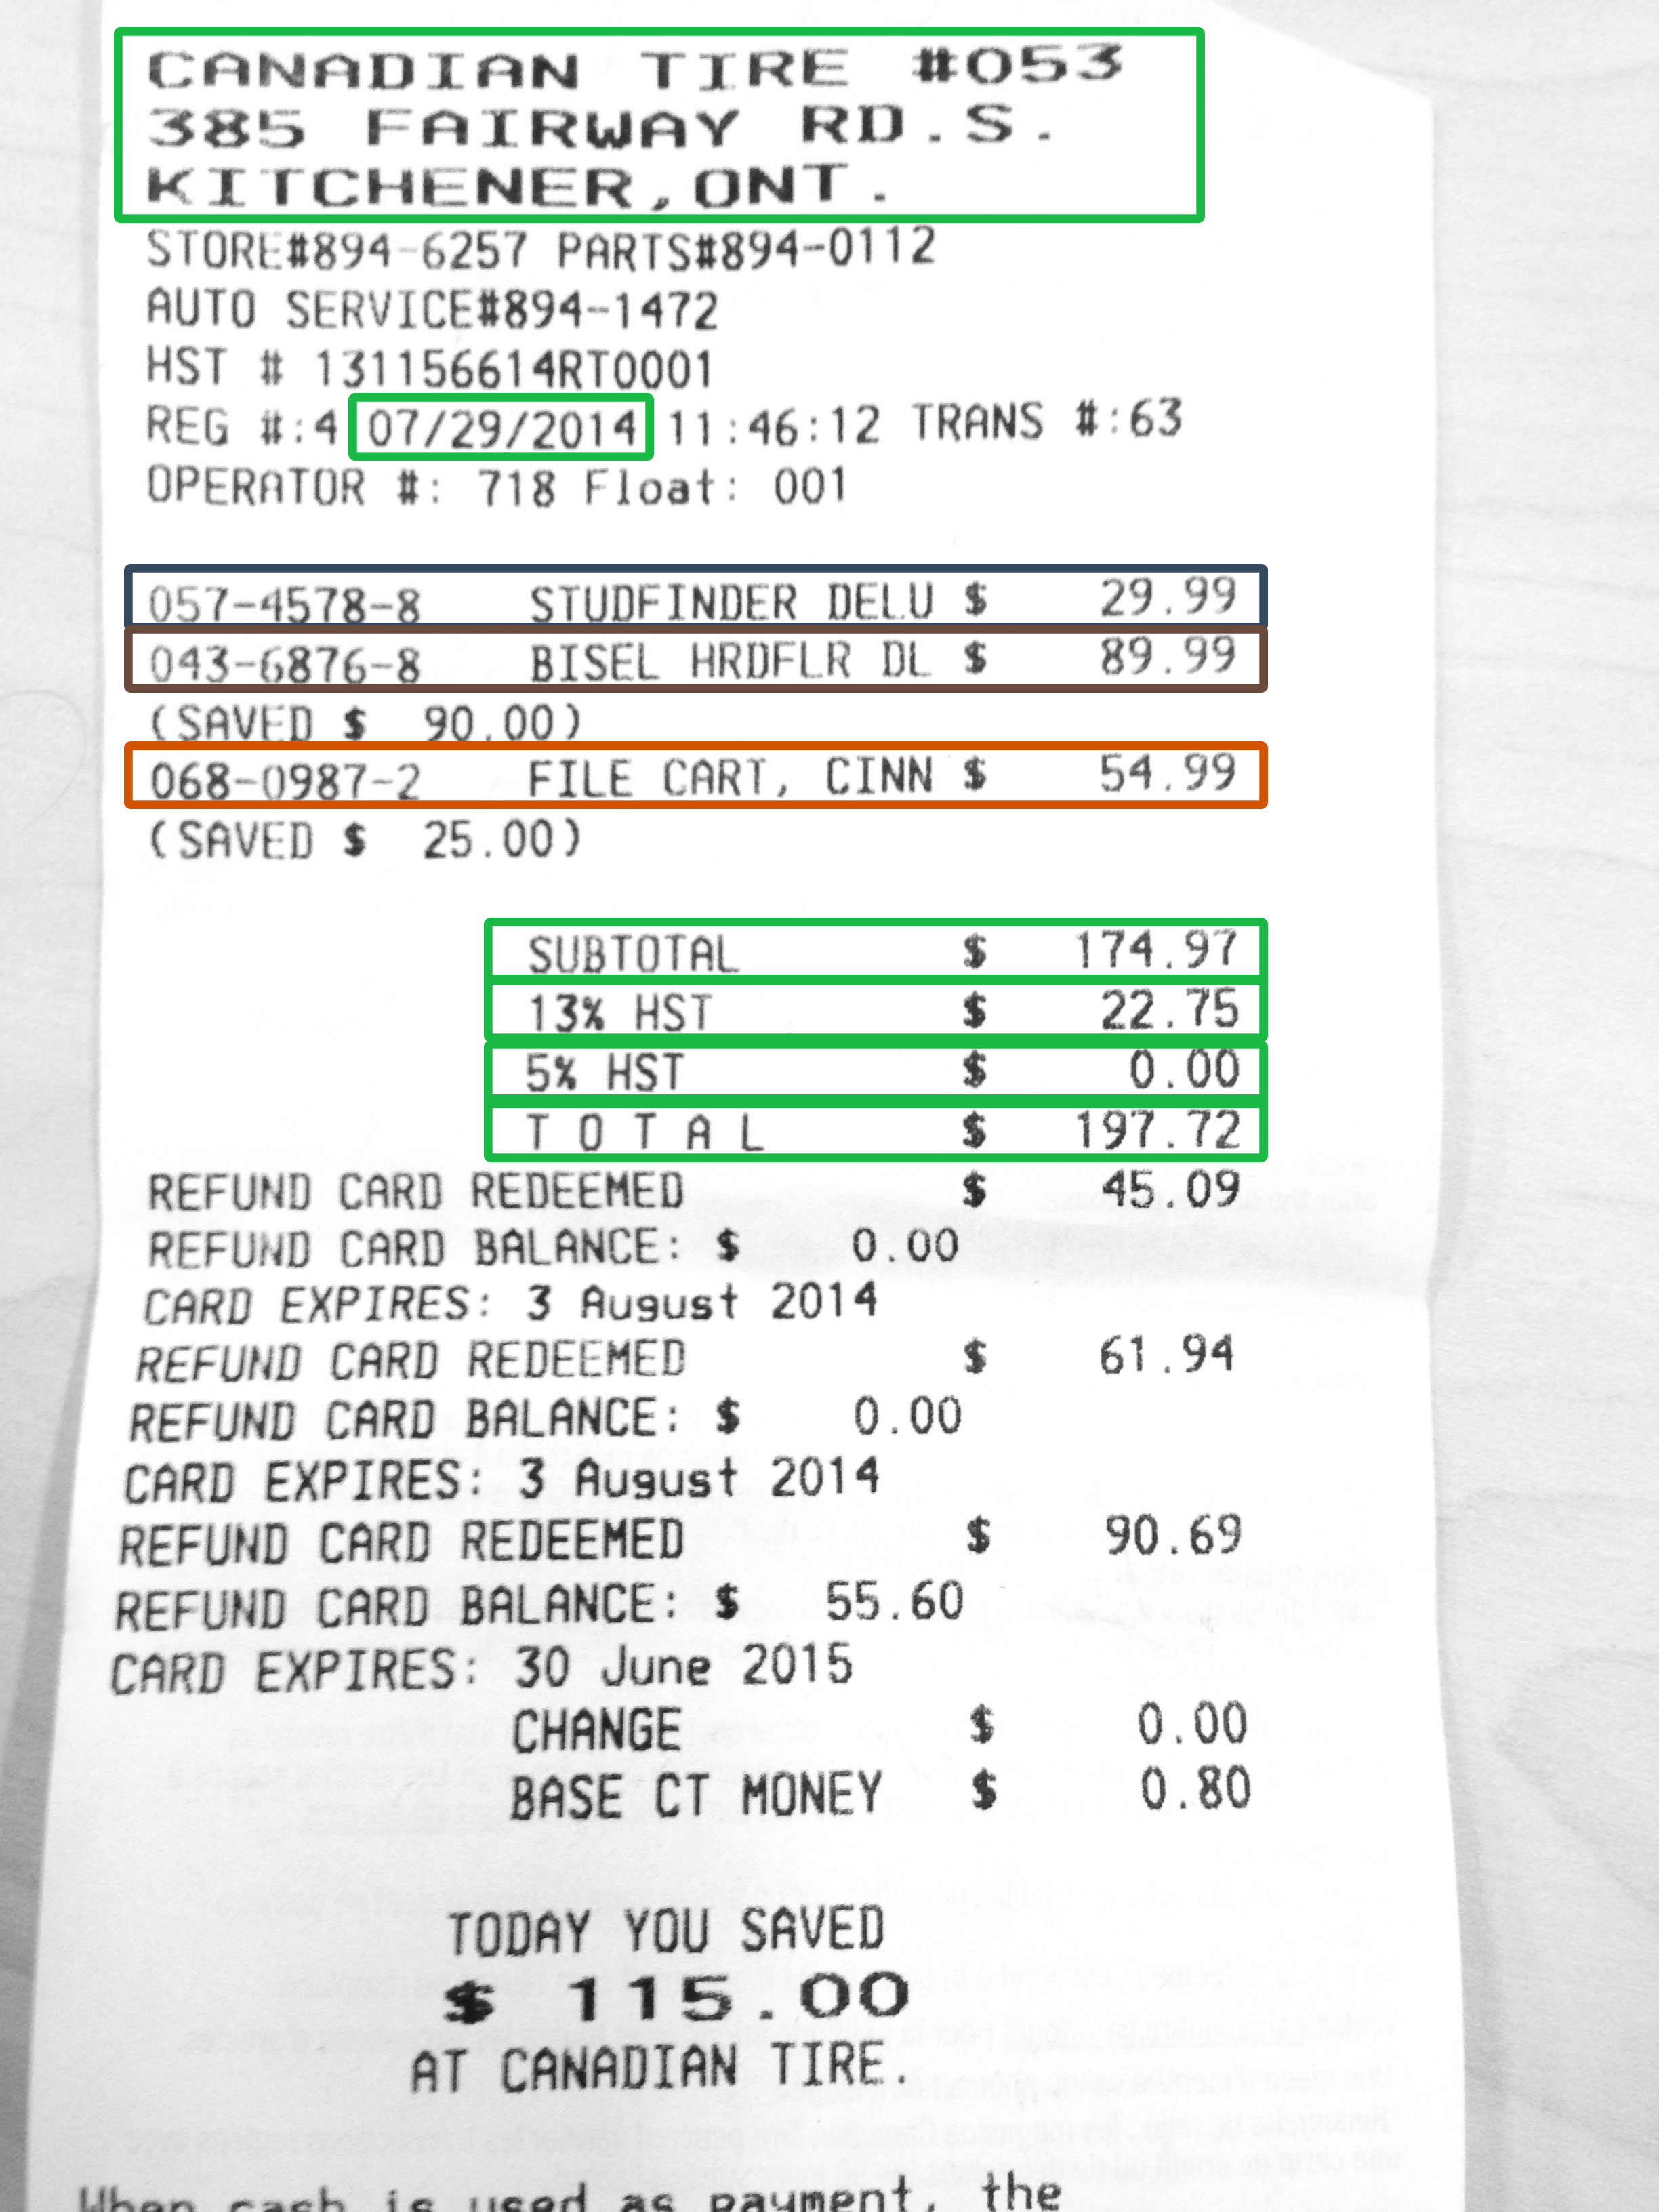 CANADIAN TIRE #053
385 FAIRWAY RD.S.
KITCHENER,ONT.
STORE#894-6257 PARTS#894-0112
AUTO SERVICE#894-1472
HST # 131156614RT0001
REG #:4 07/29/2014 11:46:12 TRANS #:63
OPERATOR #: 718 Float: 001
057-4578-8 STUDFINDER DELU $ 29.99
043-6876-8 BISEL HRDFLR DL $ 89.99
(SAVED $ 90.00)
068-0987-2 FILE CART, CINN $ 54.99
(SAVED $ 25.00)
SUBTOTAL $ 174.97
13% HST $ 22.75
5% HST $ 0.00
T O T A L $ 197.72
REFUND CARD REDEEMED $ 45.09
REFUND CARD BALANCE: $ 0.00
CARD EXPIRES: 3 August 2014
REFUND CARD REDEEMED $ 61.94
REFUND CARD BALANCE: $ 0.00
CARD EXPIRES: 3 August 2014
REFUND CARD REDEEMED $ 90.69
REFUND CARD BALANCE: $ 55.60
CARD EXPIRES: 30 June 2015
CHANGE $ 0.00
BASE CT MONEY $ 0.80
TODAY YOU SAVED
$ 115.00
AT CANADIAN TIRE.
When cash is used as payment, the